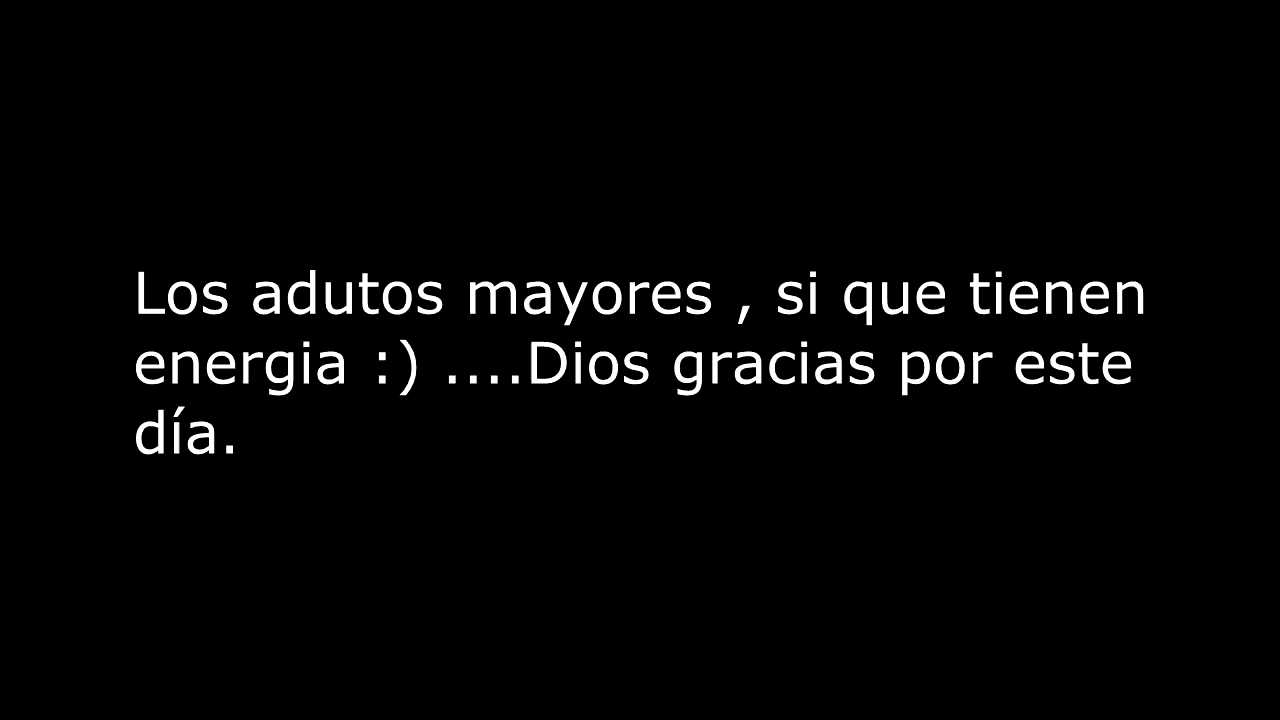 Los adutos mayores , si que tienen
energia :) ....Dios gracias por este
día.